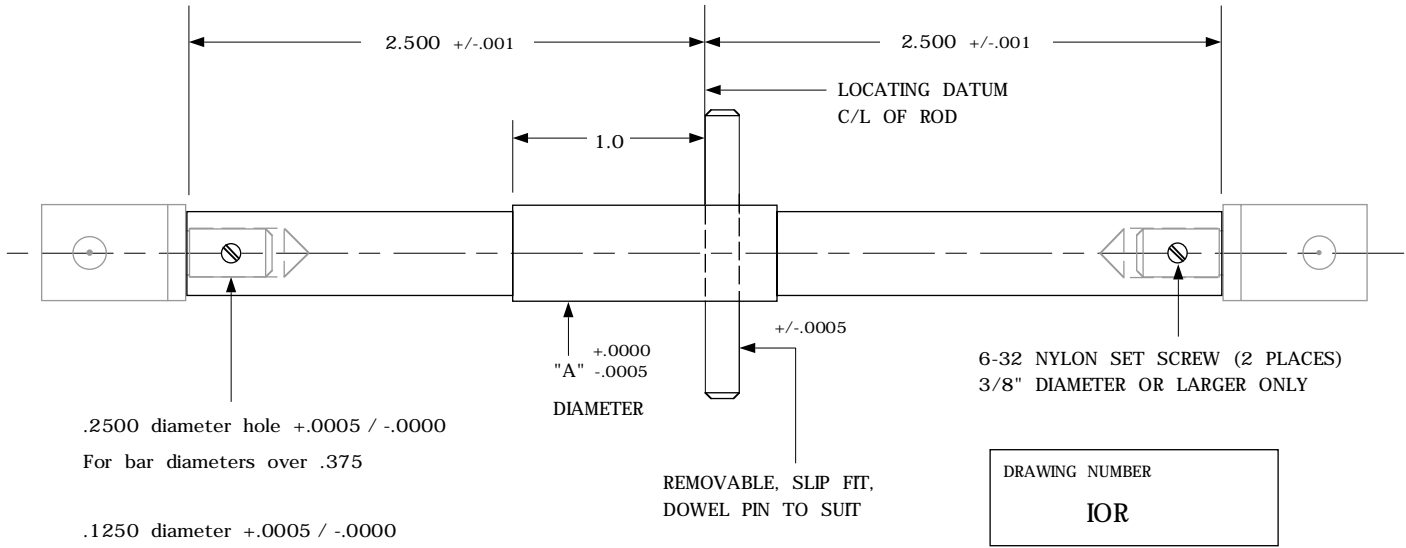 2.500 +/-.001
2.500 +/-.001
LOCATING DATUM
C/L OF ROD
1.0
+/-.0005
+.0000
"A" -.0005
DIAMETER
6-32 NYLON SET SCREW (2 PLACES)
3/8" DIAMETER OR LARGER ONLY
.2500 diameter hole +.0005 / -.0000
For bar diameters over .375
REMOVABLE, SLIP FIT,
DOWEL PIN TO SUIT
DRAWING NUMBER
IOR
.1250 diameter +.0005 / -.0000